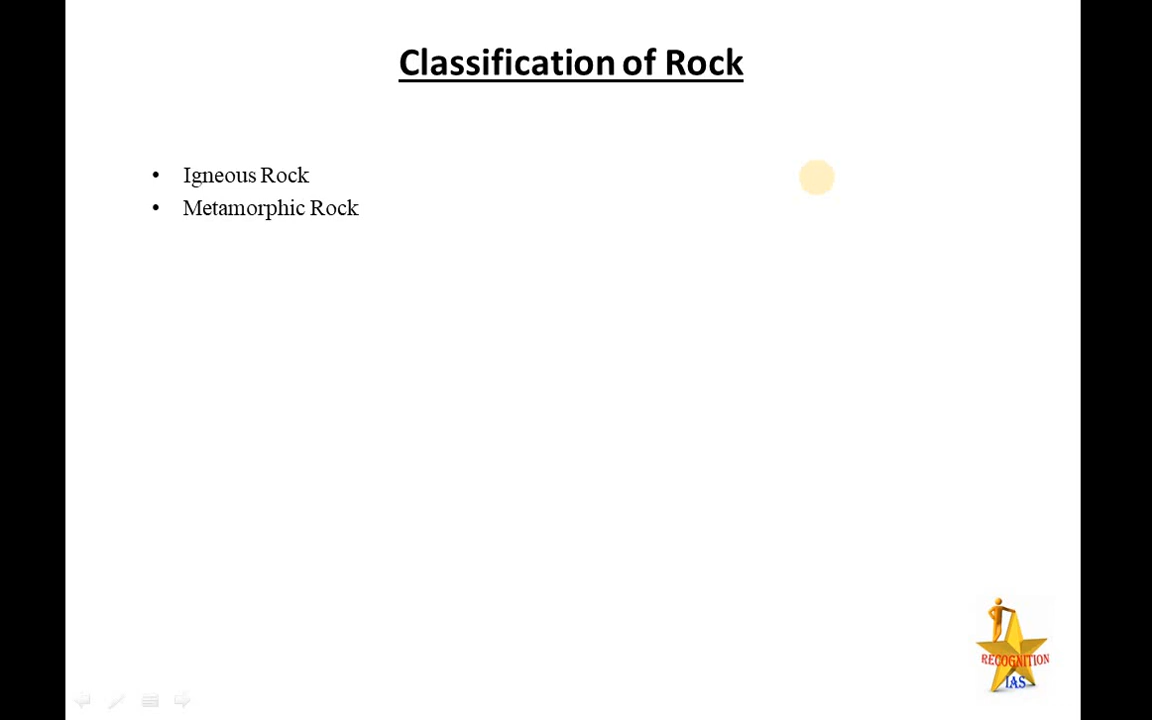 Classification of Rock
• Igneous Rock
• Metamorphic Rock
RECOGNITION
IAS